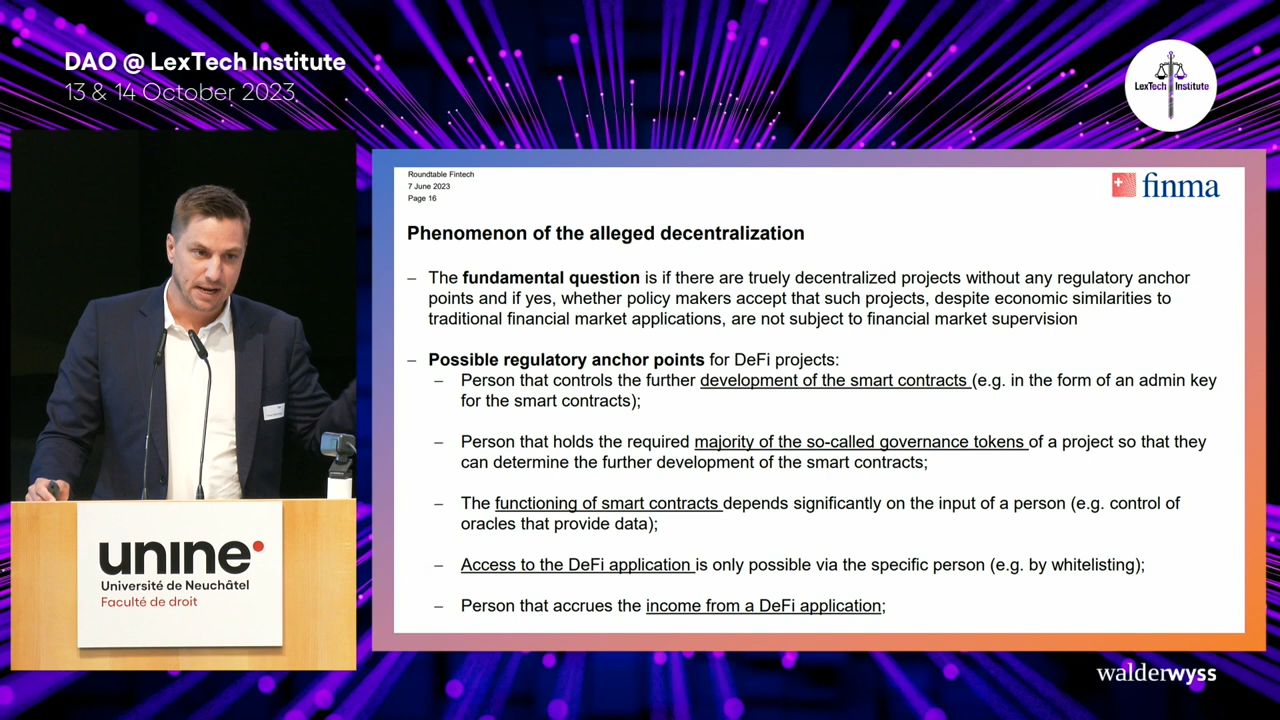 DAO @ LexTech Institute
13 & 14 October 2023
LexTech Institute
Roundtable Fintech
7 June 2023
Page 16
finma
Phenomenon of the alleged decentralization
– The fundamental question is if there are truely decentralized projects without any regulatory anchor
points and if yes, whether policy makers accept that such projects, despite economic similarities to
traditional financial market applications, are not subject to financial market supervision
– Possible regulatory anchor points for DeFi projects:
– Person that controls the further development of the smart contracts (e.g. in the form of an admin key
for the smart contracts);
– Person that holds the required majority of the so-called governance tokens of a project so that they
can determine the further development of the smart contracts;
– The functioning of smart contracts depends significantly on the input of a person (e.g. control of
oracles that provide data);
– Access to the DeFi application is only possible via the specific person (e.g. by whitelisting);
– Person that accrues the income from a DeFi application;
unine
Université de Neuchâtel
Faculté de droit
walderwyss